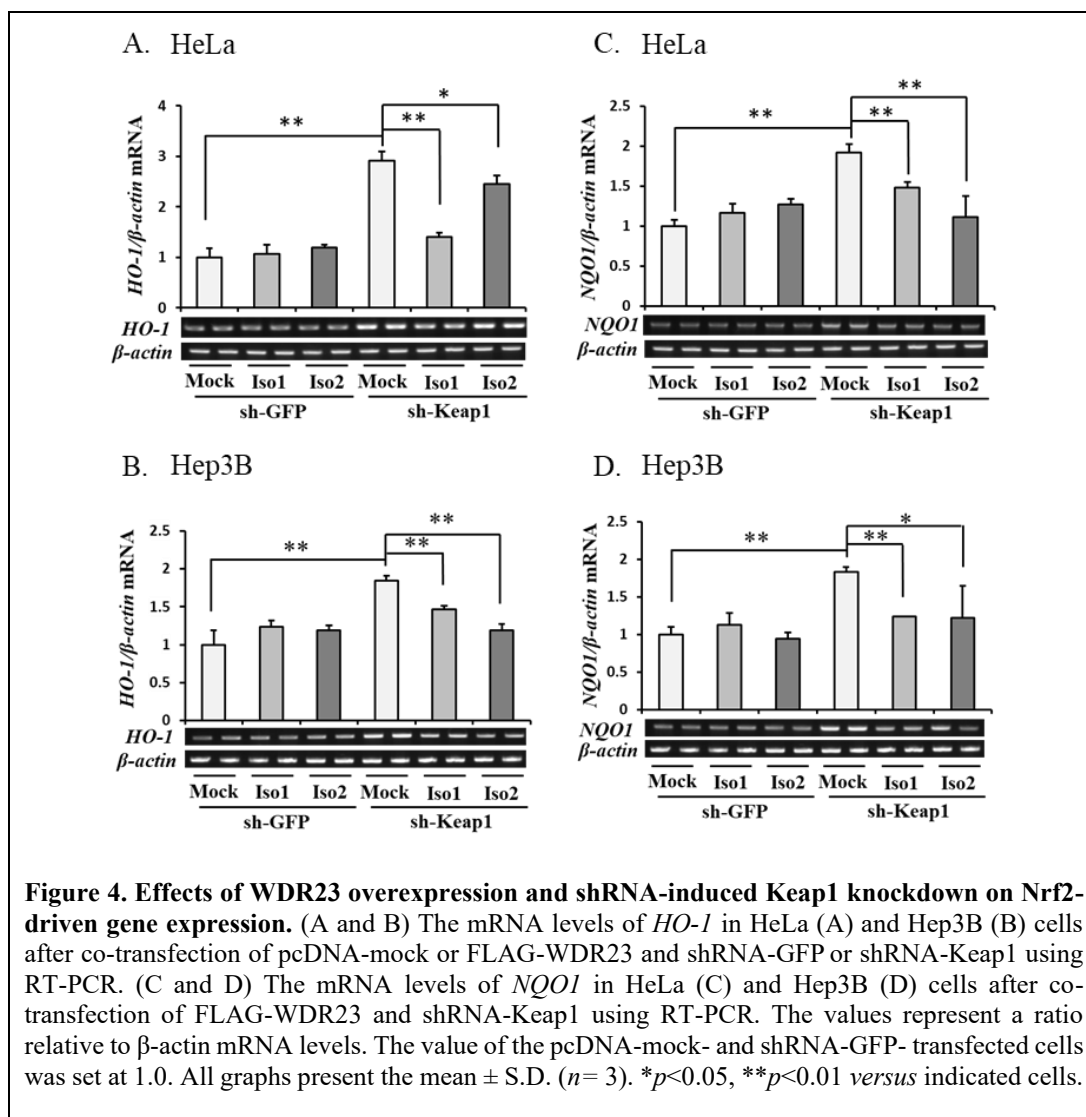 A. HeLa
HO-1/β-actin mRNA
4
3
2
1
0
**
**
*
HO-1
β-actin
Mock Iso1 Iso2 Mock Iso1 Iso2
sh-GFP sh-Keap1
C. HeLa
NQO1/β-actin mRNA
2.5
2
1.5
1
0.5
0
**
**
**
NQO1
β-actin
Mock Iso1 Iso2 Mock Iso1 Iso2
sh-GFP sh-Keap1
B. Hep3B
HO-1/β-actin mRNA
2.5
2
1.5
1
0.5
0
**
**
**
HO-1
β-actin
Mock Iso1 Iso2 Mock Iso1 Iso2
sh-GFP sh-Keap1
D. Hep3B
NQO1/β-actin mRNA
2.5
2
1.5
1
0.5
0
**
**
*
NQO1
β-actin
Mock Iso1 Iso2 Mock Iso1 Iso2
sh-GFP sh-Keap1
Figure 4. Effects of WDR23 overexpression and shRNA-induced Keap1 knockdown on Nrf2-
driven gene expression. (A and B) The mRNA levels of HO-1 in HeLa (A) and Hep3B (B) cells
after co-transfection of pcDNA-mock or FLAG-WDR23 and shRNA-GFP or shRNA-Keap1 using
RT-PCR. (C and D) The mRNA levels of NQO1 in HeLa (C) and Hep3B (D) cells after co-
transfection of FLAG-WDR23 and shRNA-Keap1 using RT-PCR. The values represent a ratio
relative to β-actin mRNA levels. The value of the pcDNA-mock- and shRNA-GFP- transfected cells
was set at 1.0. All graphs present the mean ± S.D. (n= 3). *p<0.05, **p<0.01 versus indicated cells.